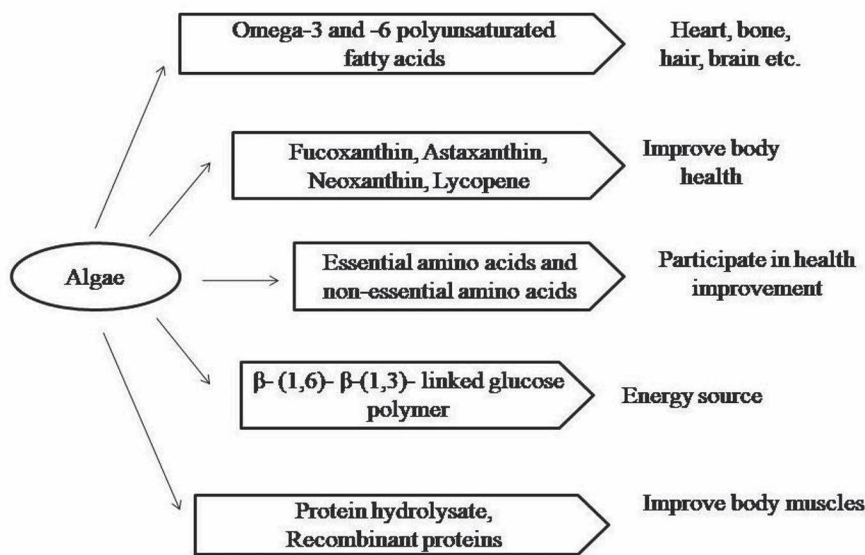 Omega-3 and -6 polyunsaturated
fatty acids
Heart, bone,
hair, brain etc.
Fucoxanthin, Astaxanthin,
Neoxanthin, Lycopene
Improve body
health
Algae
Essential amino acids and
non-essential amino acids
Participate in health
improvement
β- (1,6)- β-(1,3)- linked glucose
polymer
Energy source
Protein hydrolysate,
Recombinant proteins
Improve body muscles